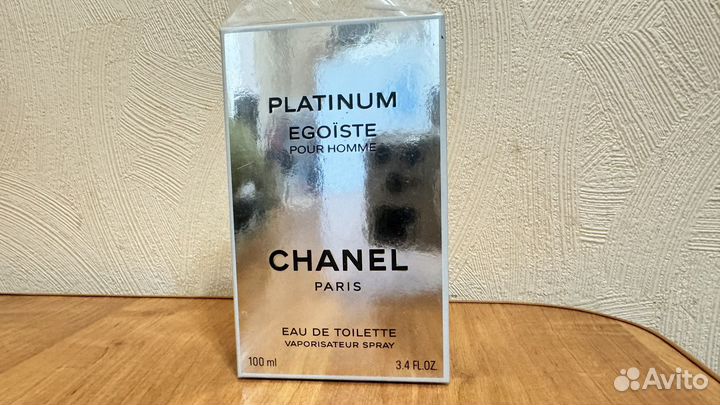 PLATINUM
EGOÏSTE
POUR HOMME
CHANEL
PARIS
EAU DE TOILETTE
VAPORISATEUR SPRAY
100 ml 3.4 FL.OZ.
Avito